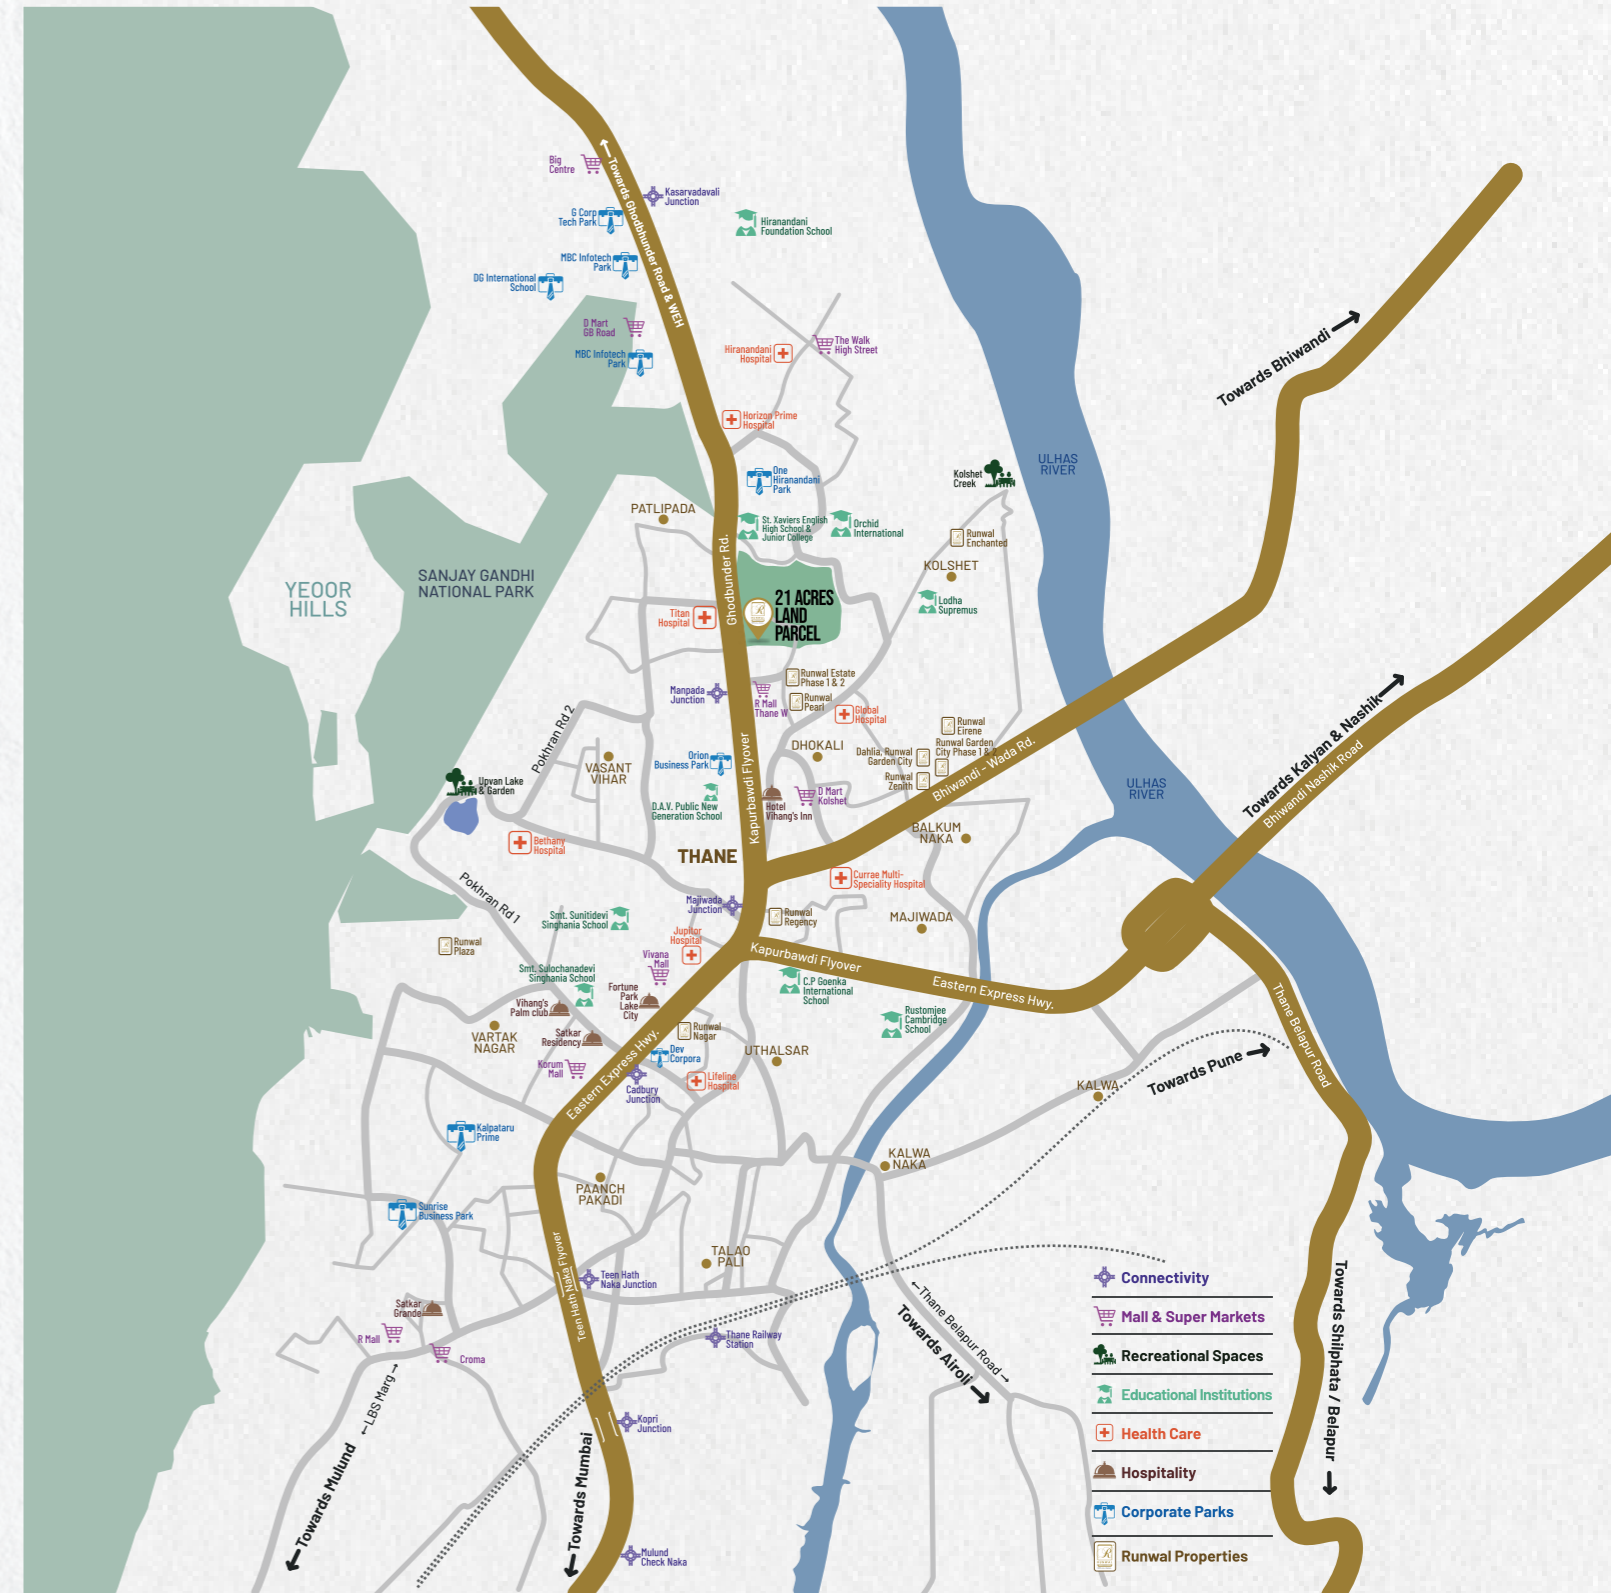 Big
Centre
← Towards Ghodbhunder Road & WEH
Kasarvadavali
Junction
G Corp
Tech Park
Hiranandani
Foundation School
MBC Infotech
Park
DG International
School
D Mart
GB Road
MBC Infotech
Park
Hiranandani
Hospital
The Walk
High Street
Towards Bhiwandi
Horizon Prime
Hospital
One
Hiranandani
Park
Kolshet
Creek
ULHAS
RIVER
PATLIPADA
St. Xaviers English
High School &
Junior College
Orchid
International
Runwal
Enchanted
KOLSHET
Ghodbunder Rd.
SANJAY GANDHI
NATIONAL PARK
YEOOR
HILLS
21 ACRES
LAND
PARCEL
Lodha
Supremus
Titan
Hospital
Runwal Estate
Phase 1 & 2
Manpada
Junction
R Mall
Thane W
Runwal
Pearl
Global
Hospital
Runwal
Eirene
Pokhran Rd 2
DHOKALI
Dahlia, Runwal
Garden City
Runwal Garden
City Phase 1 & 2
Orion
Business Park
VASANT
VIHAR
Runwal
Zenith
Kapurbawdi Flyover
Bhiwandi - Wada Rd.
Towards Kalyan & Nashik
Bhiwandi Nashik Road
ULHAS
RIVER
Upvan Lake
& Garden
D.A.V. Public New
Generation School
Hotel
Vihang's Inn
D Mart
Kolshet
BALKUM
NAKA
Bethany
Hospital
THANE
Currae Multi-
Speciality Hospital
Pokhran Rd 1
Majiwada
Junction
Runwal
Regency
MAJIWADA
Smt. Sunitidevi
Singhania School
Runwal
Plaza
Jupitor
Hospital
Vivana
Mall
Kapurbawdi Flyover
Eastern Express Hwy.
Smt. Sulochanadevi
Singhania School
C.P Goenka
International
School
Fortune
Park
Lake
City
Vihang's
Palm club
Rustomjee
Cambridge
School
Runwal
Nagar
VARTAK
NAGAR
Satkar
Residency
UTHALSAR
Dev
Corpora
Korum
Mall
Eastern Express Hwy.
Cadbury
Junction
Lifeline
Hospital
Thane Belapur Road
Towards Pune
KALWA
Kalpataru
Prime
KALWA
NAKA
PAANCH
PAKADI
Sunrise
Business Park
TALAO
PALI
Teen Hath Naka Flyover
Teen Hath
Naka Junction
Satkar
Grande
R Mall
Croma
Thane Railway
Station
←Thane Belapur Road→
Towards Airoli
Towards Shilphata / Belapur
←LBS Marg→
Towards Mulund
Kopri
Junction
Towards Mumbai
Mulund
Check Naka
Connectivity
Mall & Super Markets
Recreational Spaces
Educational Institutions
Health Care
Hospitality
Corporate Parks
Runwal Properties